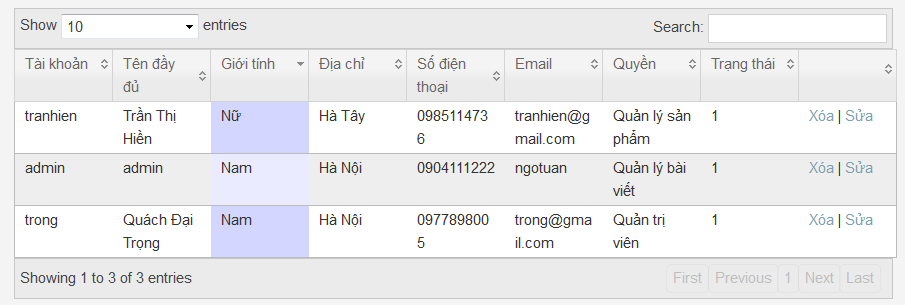 Show 10 entries Search:
Tài khoản Tên đầy đủ Giới tính Địa chỉ Số điện thoại Email Quyền Trạng thái
tranhien Trần Thị Hiền Nữ Hà Tây 0985114736 tranhien@gmail.com Quản lý sản phẩm 1 Xóa | Sửa
admin admin Nam Hà Nội 0904111222 ngotuan Quản lý bài viết 1 Xóa | Sửa
trong Quách Đại Trọng Nam Hà Nội 0977898005 trong@gmail.com Quản trị viên 1 Xóa | Sửa
Showing 1 to 3 of 3 entries First Previous 1 Next Last